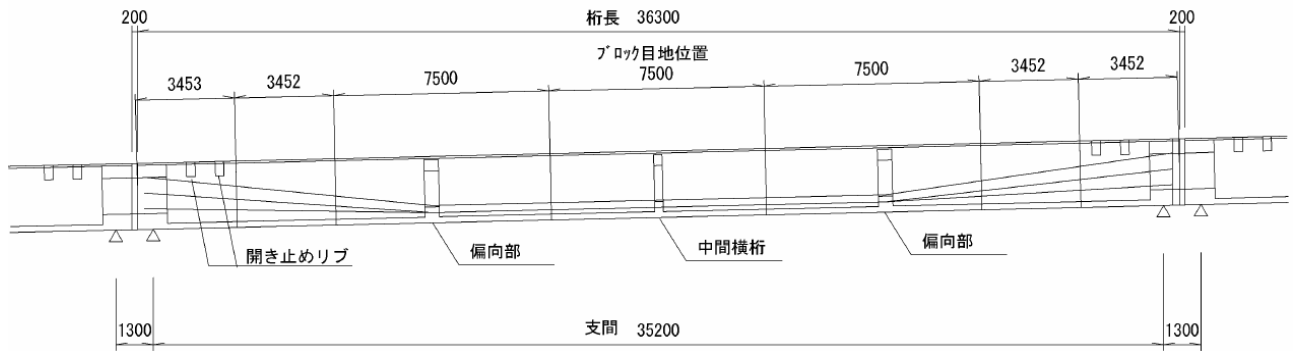 200 桁長 36300 200
ブロック目地位置
3453 3452 7500 7500 7500 3452 3452
開き止めリブ 偏向部 中間横桁 偏向部
1300 支間 35200 1300